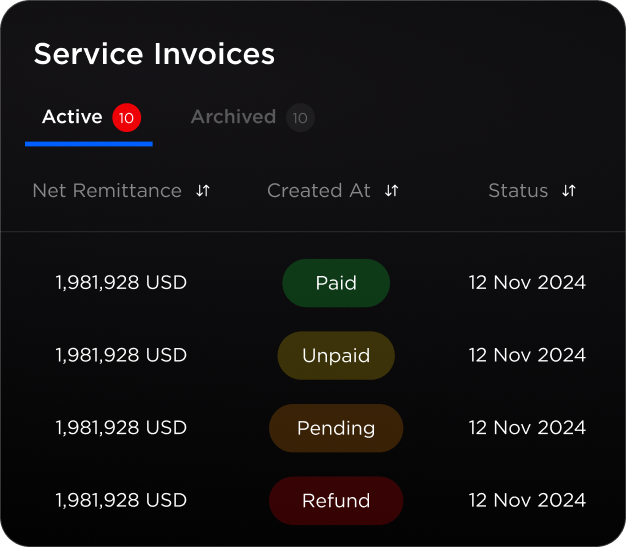 Service Invoices
Active 10 Archived 10
Net Remittance Created At Status
1,981,928 USD Paid 12 Nov 2024
1,981,928 USD Unpaid 12 Nov 2024
1,981,928 USD Pending 12 Nov 2024
1,981,928 USD Refund 12 Nov 2024